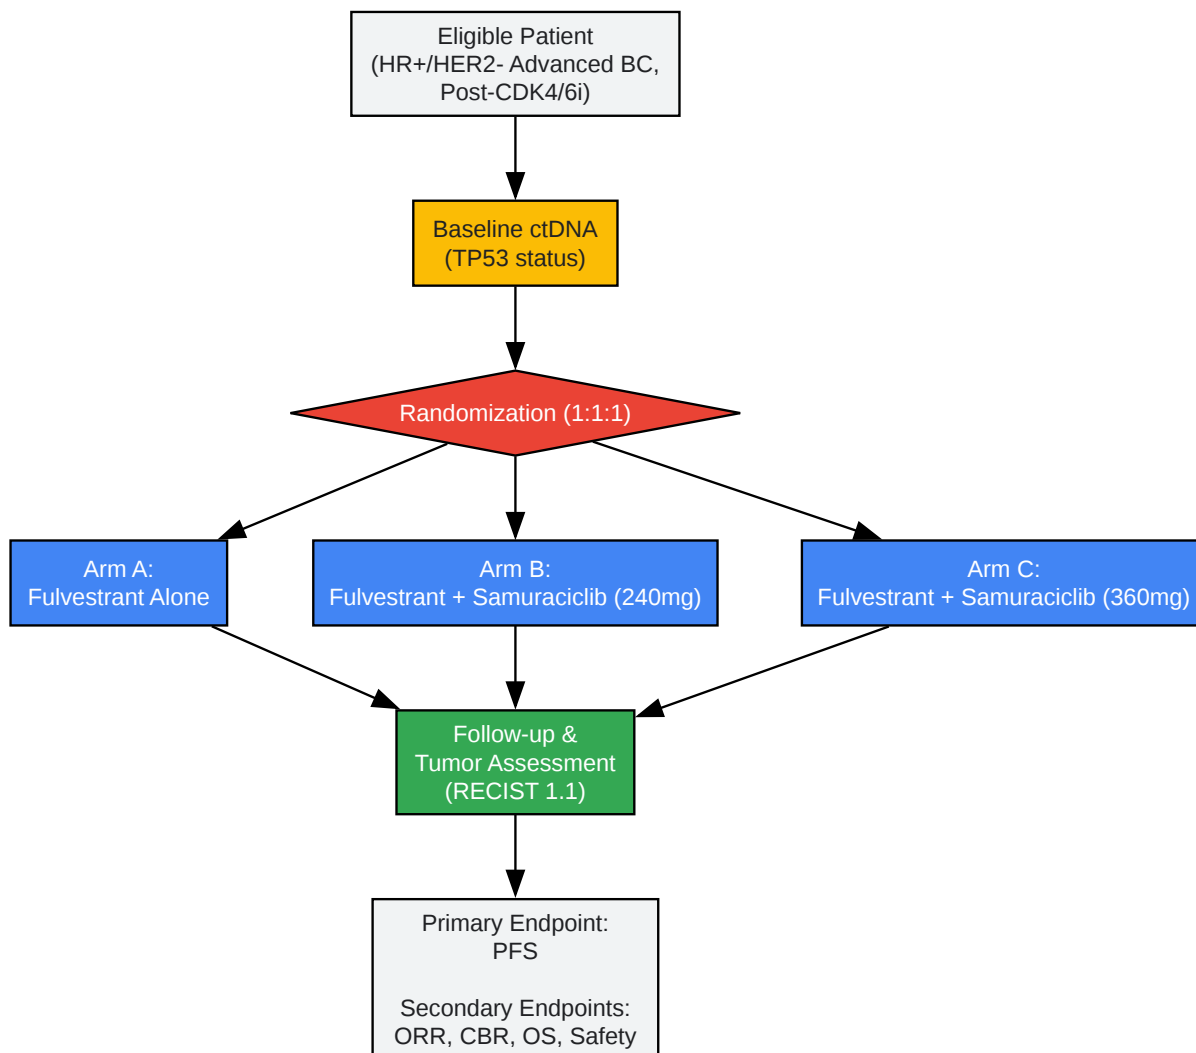 Eligible Patient
(HR+/HER2- Advanced BC,
Post-CDK4/6i)
Baseline ctDNA
(TP53 status)
Randomization (1:1:1)
Arm A:
Fulvestrant Alone
Arm B:
Fulvestrant + Samuraciclib (240mg)
Arm C:
Fulvestrant + Samuraciclib (360mg)
Follow-up &
Tumor Assessment
(RECIST 1.1)
Primary Endpoint:
PFS
Secondary Endpoints:
ORR, CBR, OS, Safety